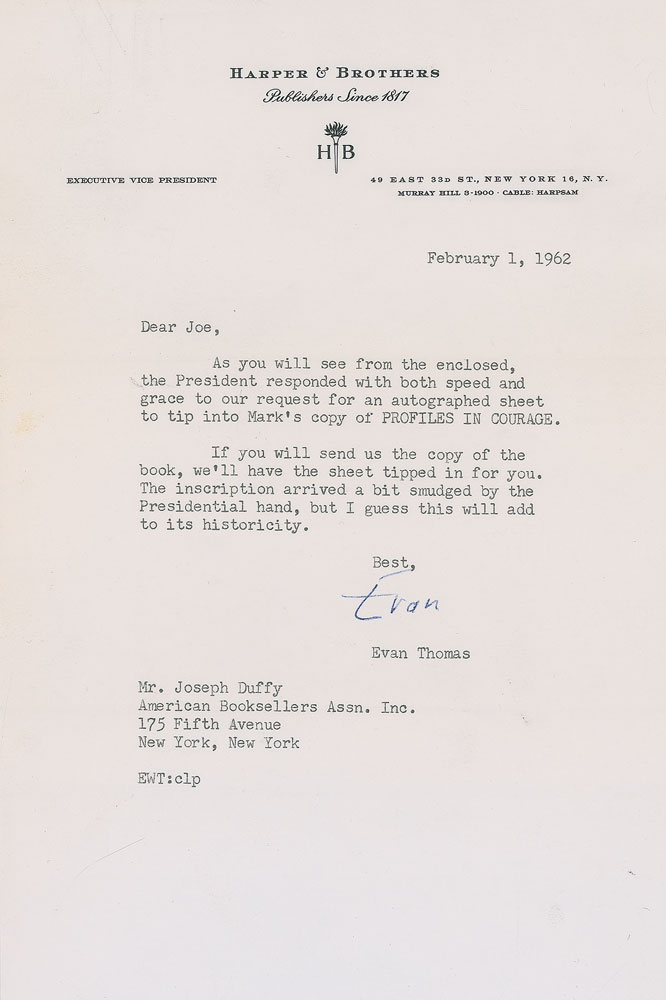 HARPER & BROTHERS
Publishers Since 1817
H B
EXECUTIVE VICE PRESIDENT
49 EAST 33D ST., NEW YORK 16, N. Y.
MURRAY HILL 3-1900 · CABLE: HARPSAM
February 1, 1962
Dear Joe,
As you will see from the enclosed,
the President responded with both speed and
grace to our request for an autographed sheet
to tip into Mark's copy of PROFILES IN COURAGE.
If you will send us the copy of the
book, we'll have the sheet tipped in for you.
The inscription arrived a bit smudged by the
Presidential hand, but I guess this will add
to its historicity.
Best,
Evan
Evan Thomas
Mr. Joseph Duffy
American Booksellers Assn. Inc.
175 Fifth Avenue
New York, New York
EWT:clp